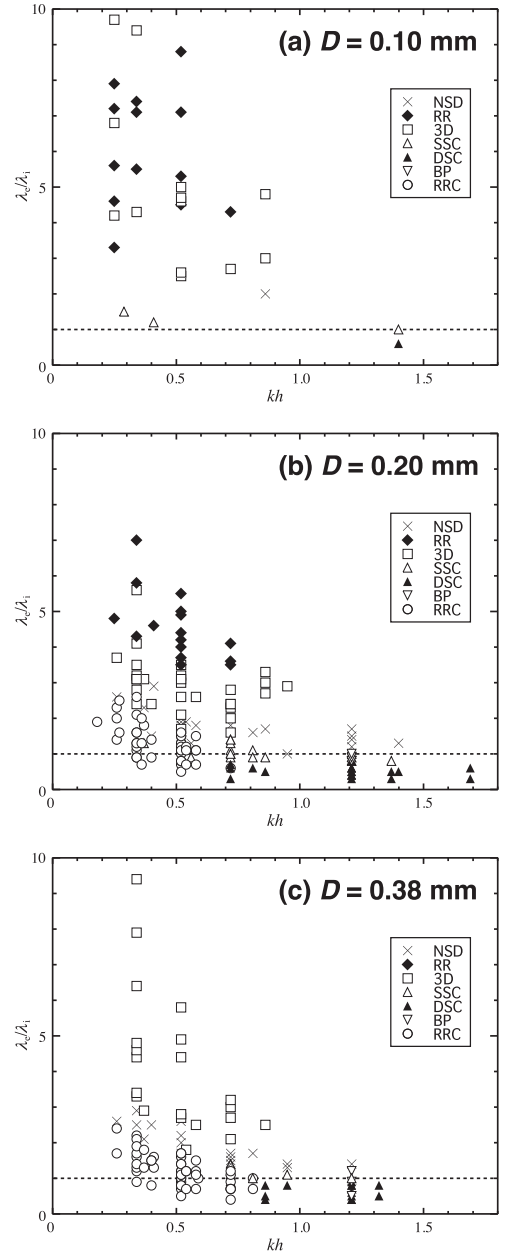 10
(a) D = 0.10 mm
NSD
RR
3D
SSC
DSC
BP
RRC
λe/λi
5
0
0 0.5 1.0 1.5
kh
10
(b) D = 0.20 mm
NSD
RR
3D
SSC
DSC
BP
RRC
λe/λi
5
0
0 0.5 1.0 1.5
kh
10
(c) D = 0.38 mm
NSD
RR
3D
SSC
DSC
BP
RRC
λe/λi
5
0
0 0.5 1.0 1.5
kh